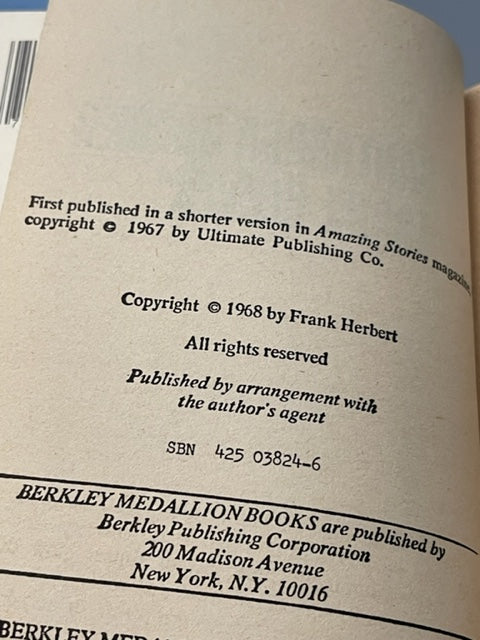 First published in a shorter version in Amazing Stories magazine,
copyright © 1967 by Ultimate Publishing Co.
Copyright © 1968 by Frank Herbert
All rights reserved
Published by arrangement with
the author's agent
SBN 425 03824-6
BERKLEY MEDALLION BOOKS are published by
Berkley Publishing Corporation
200 Madison Avenue
New York, N.Y. 10016
BERKLEY